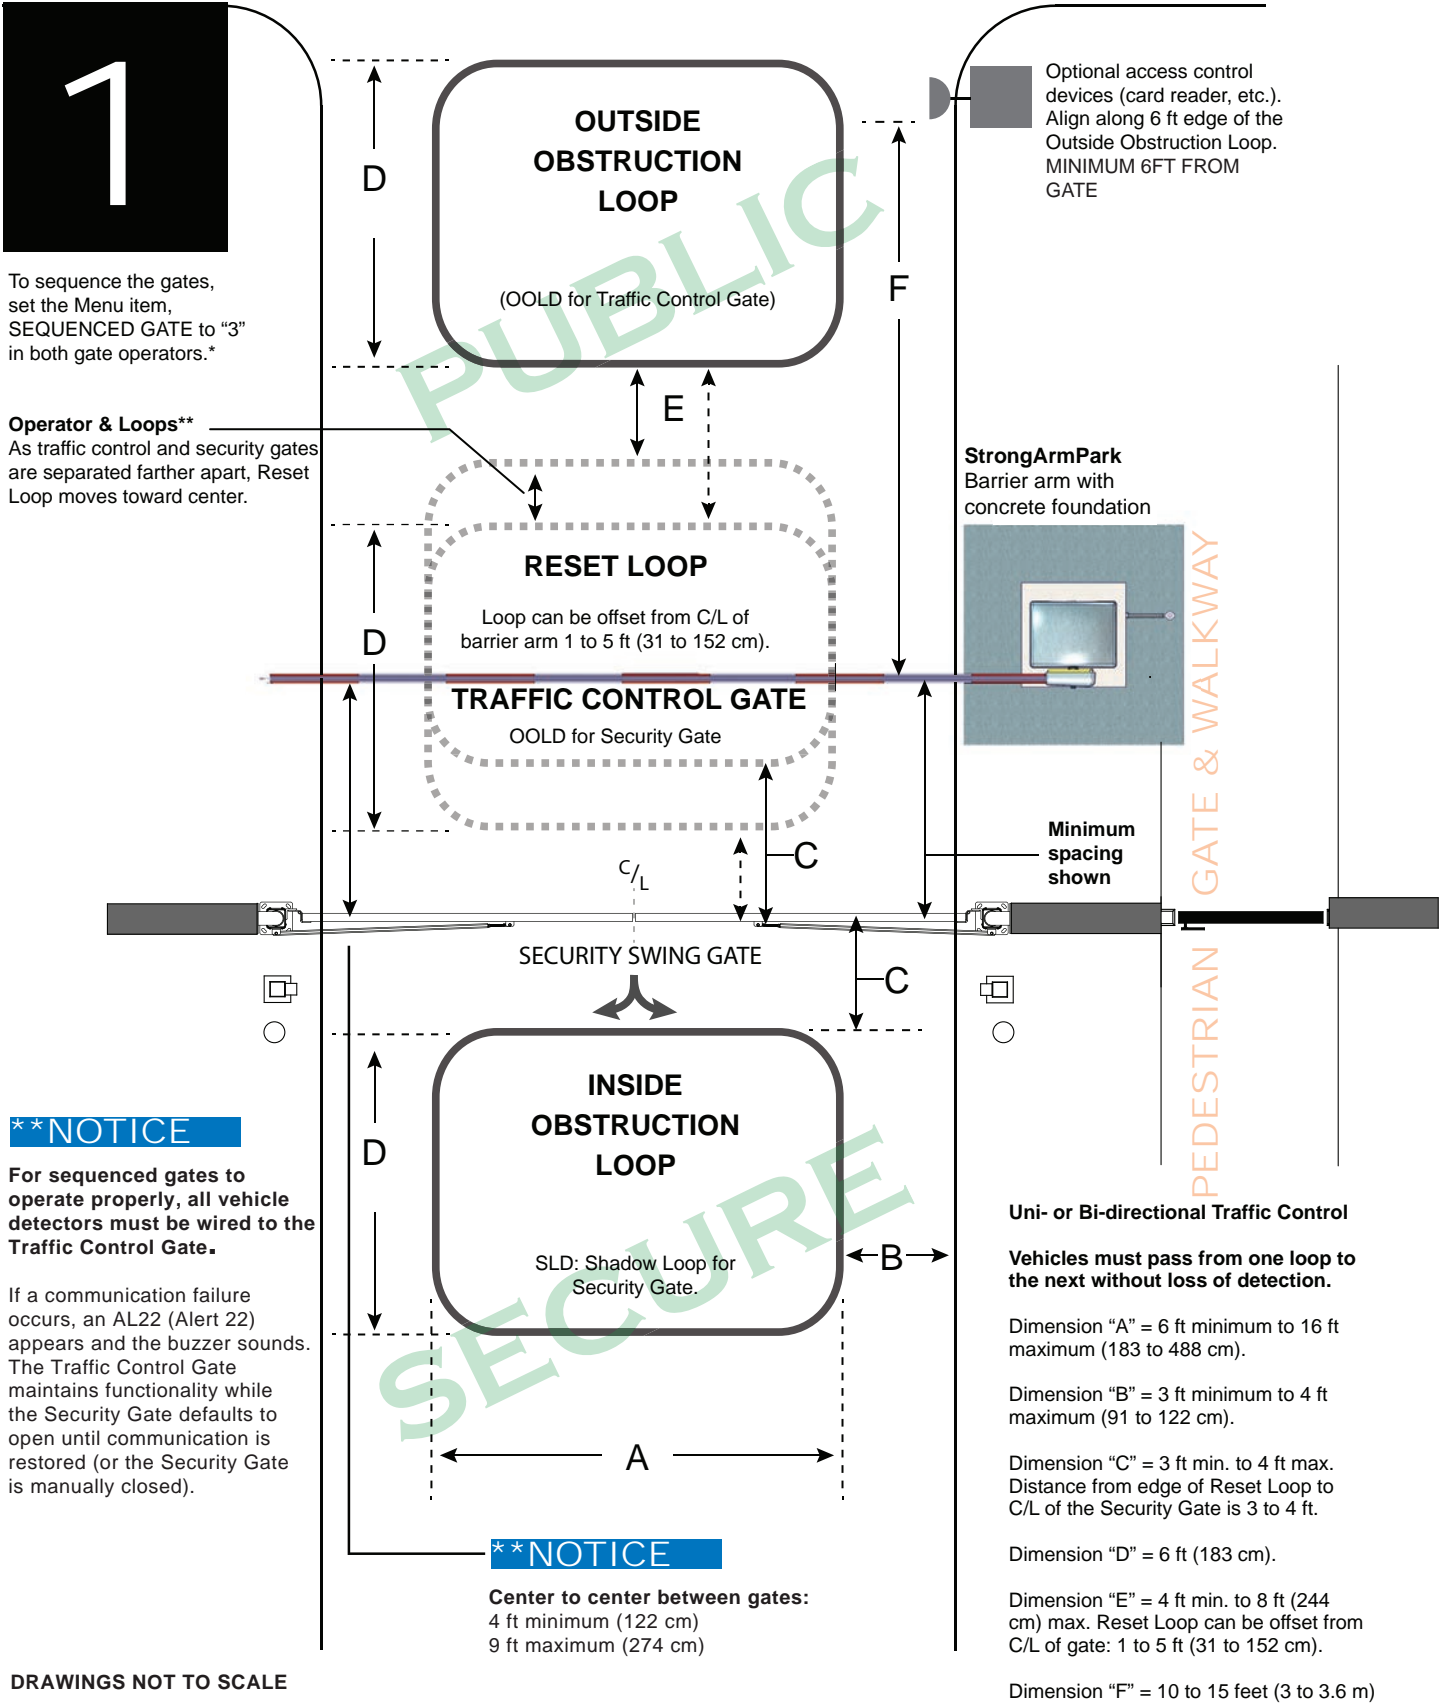 1
To sequence the gates,
set the Menu item,
SEQUENCED GATE to “3”
in both gate operators.*
Operator & Loops**
As traffic control and security gates
are separated farther apart, Reset
Loop moves toward center.
D
OUTSIDE
OBSTRUCTION
LOOP
(OOLD for Traffic Control Gate)
PUBLIC
F
Optional access control
devices (card reader, etc.).
Align along 6 ft edge of the
Outside Obstruction Loop.
MINIMUM 6FT FROM
GATE
E
StrongArmPark
Barrier arm with
concrete foundation
D
RESET LOOP
Loop can be offset from C/L of
barrier arm 1 to 5 ft (31 to 152 cm).
TRAFFIC CONTROL GATE
OOLD for Security Gate
C
Minimum
spacing
shown
PEDESTRIAN GATE & WALKWAY
C/L
SECURITY SWING GATE
C
D
INSIDE
OBSTRUCTION
LOOP
SLD: Shadow Loop for
Security Gate.
SECURE
B
A
**NOTICE
For sequenced gates to
operate properly, all vehicle
detectors must be wired to the
Traffic Control Gate.
If a communication failure
occurs, an AL22 (Alert 22)
appears and the buzzer sounds.
The Traffic Control Gate
maintains functionality while
the Security Gate defaults to
open until communication is
restored (or the Security Gate
is manually closed).
**NOTICE
Center to center between gates:
4 ft minimum (122 cm)
9 ft maximum (274 cm)
Uni- or Bi-directional Traffic Control
Vehicles must pass from one loop to
the next without loss of detection.
Dimension “A” = 6 ft minimum to 16 ft
maximum (183 to 488 cm).
Dimension “B” = 3 ft minimum to 4 ft
maximum (91 to 122 cm).
Dimension “C” = 3 ft min. to 4 ft max.
Distance from edge of Reset Loop to
C/L of the Security Gate is 3 to 4 ft.
Dimension “D” = 6 ft (183 cm).
Dimension “E” = 4 ft min. to 8 ft (244
cm) max. Reset Loop can be offset from
C/L of gate: 1 to 5 ft (31 to 152 cm).
Dimension “F” = 10 to 15 feet (3 to 3.6 m)
DRAWINGS NOT TO SCALE